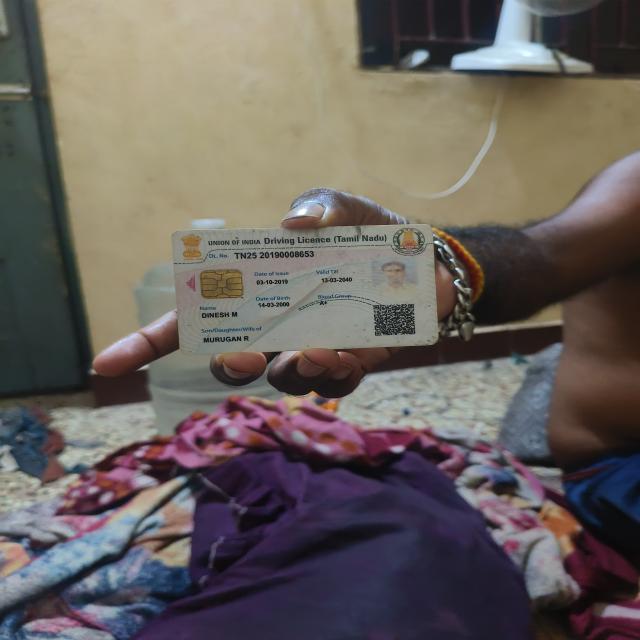 UNION OF INDIA Driving Licence (Tamil Nadu)
DL. No. TN25 20190008653
Date of Issue Valid Till
03-10-2019 13-03-2040
Date of Birth Blood Group
14-03-2000 A+
Name
DINESH M
Son/Daughter/Wife of
MURUGAN R